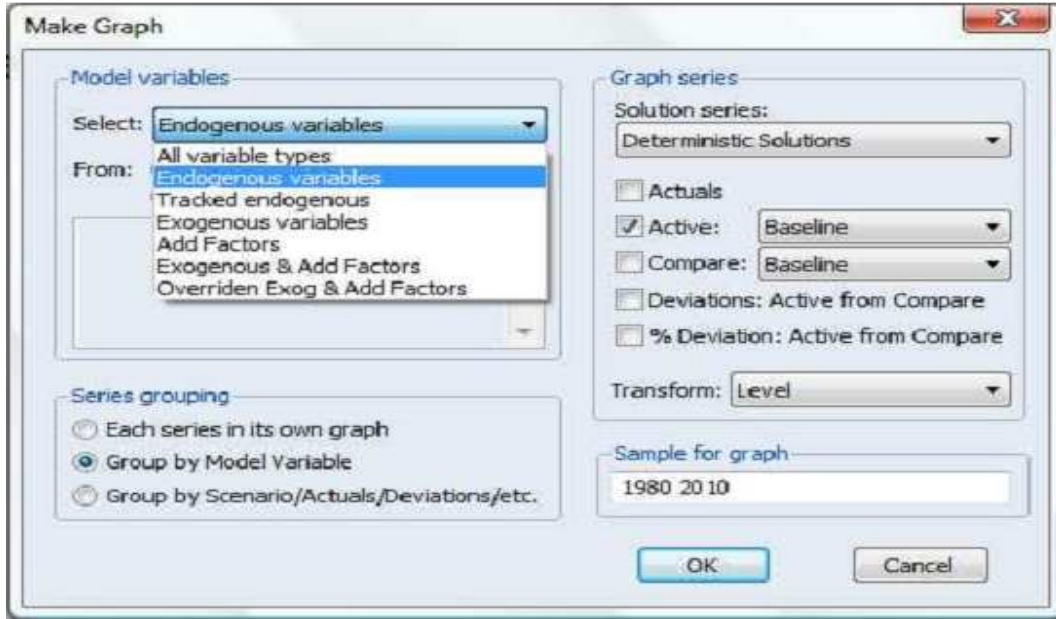 Make Graph
Model variables
Select: Endogenous variables
All variable types
From: Endogenous variables
Tracked endogenous
Exogenous variables
Add Factors
Exogenous & Add Factors
Overriden Exog & Add Factors
Series grouping
Each series in its own graph
Group by Model Variable
Group by Scenario/Actuals/Deviations/etc.
Graph series
Solution series:
Deterministic Solutions
Actuals
Active: Baseline
Compare: Baseline
Deviations: Active from Compare
% Deviation: Active from Compare
Transform: Level
Sample for graph
1980 2010
OK Cancel